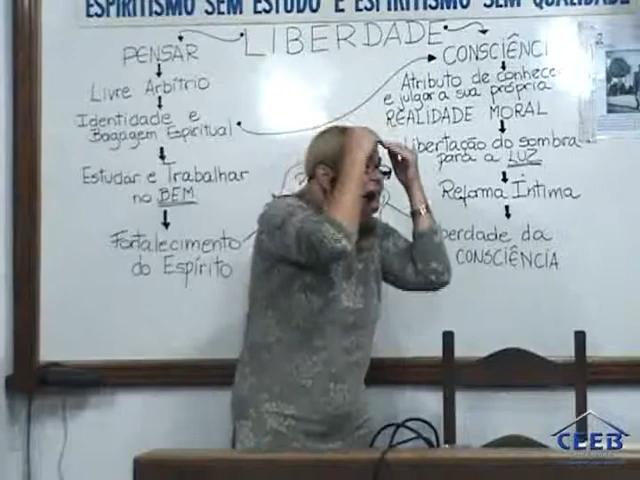 ESPIRITISMO SEM ESTUDO É ESPIRITISMO SEM QUALIDADE
LIBERDADE
PENSAR
Livre Arbítrio
Identidade e
Bagagem Espiritual
Estudar e Trabalhar
no BEM
Fortalecimento
do Espírito
CONSCIÊNCI
Atributo de conhece
e julgar a sua própria
REALIDADE MORAL
libertação do sombra
para a LUZ
Reforma Íntima
berdade da
CONSCIÊNCIA
CEEB